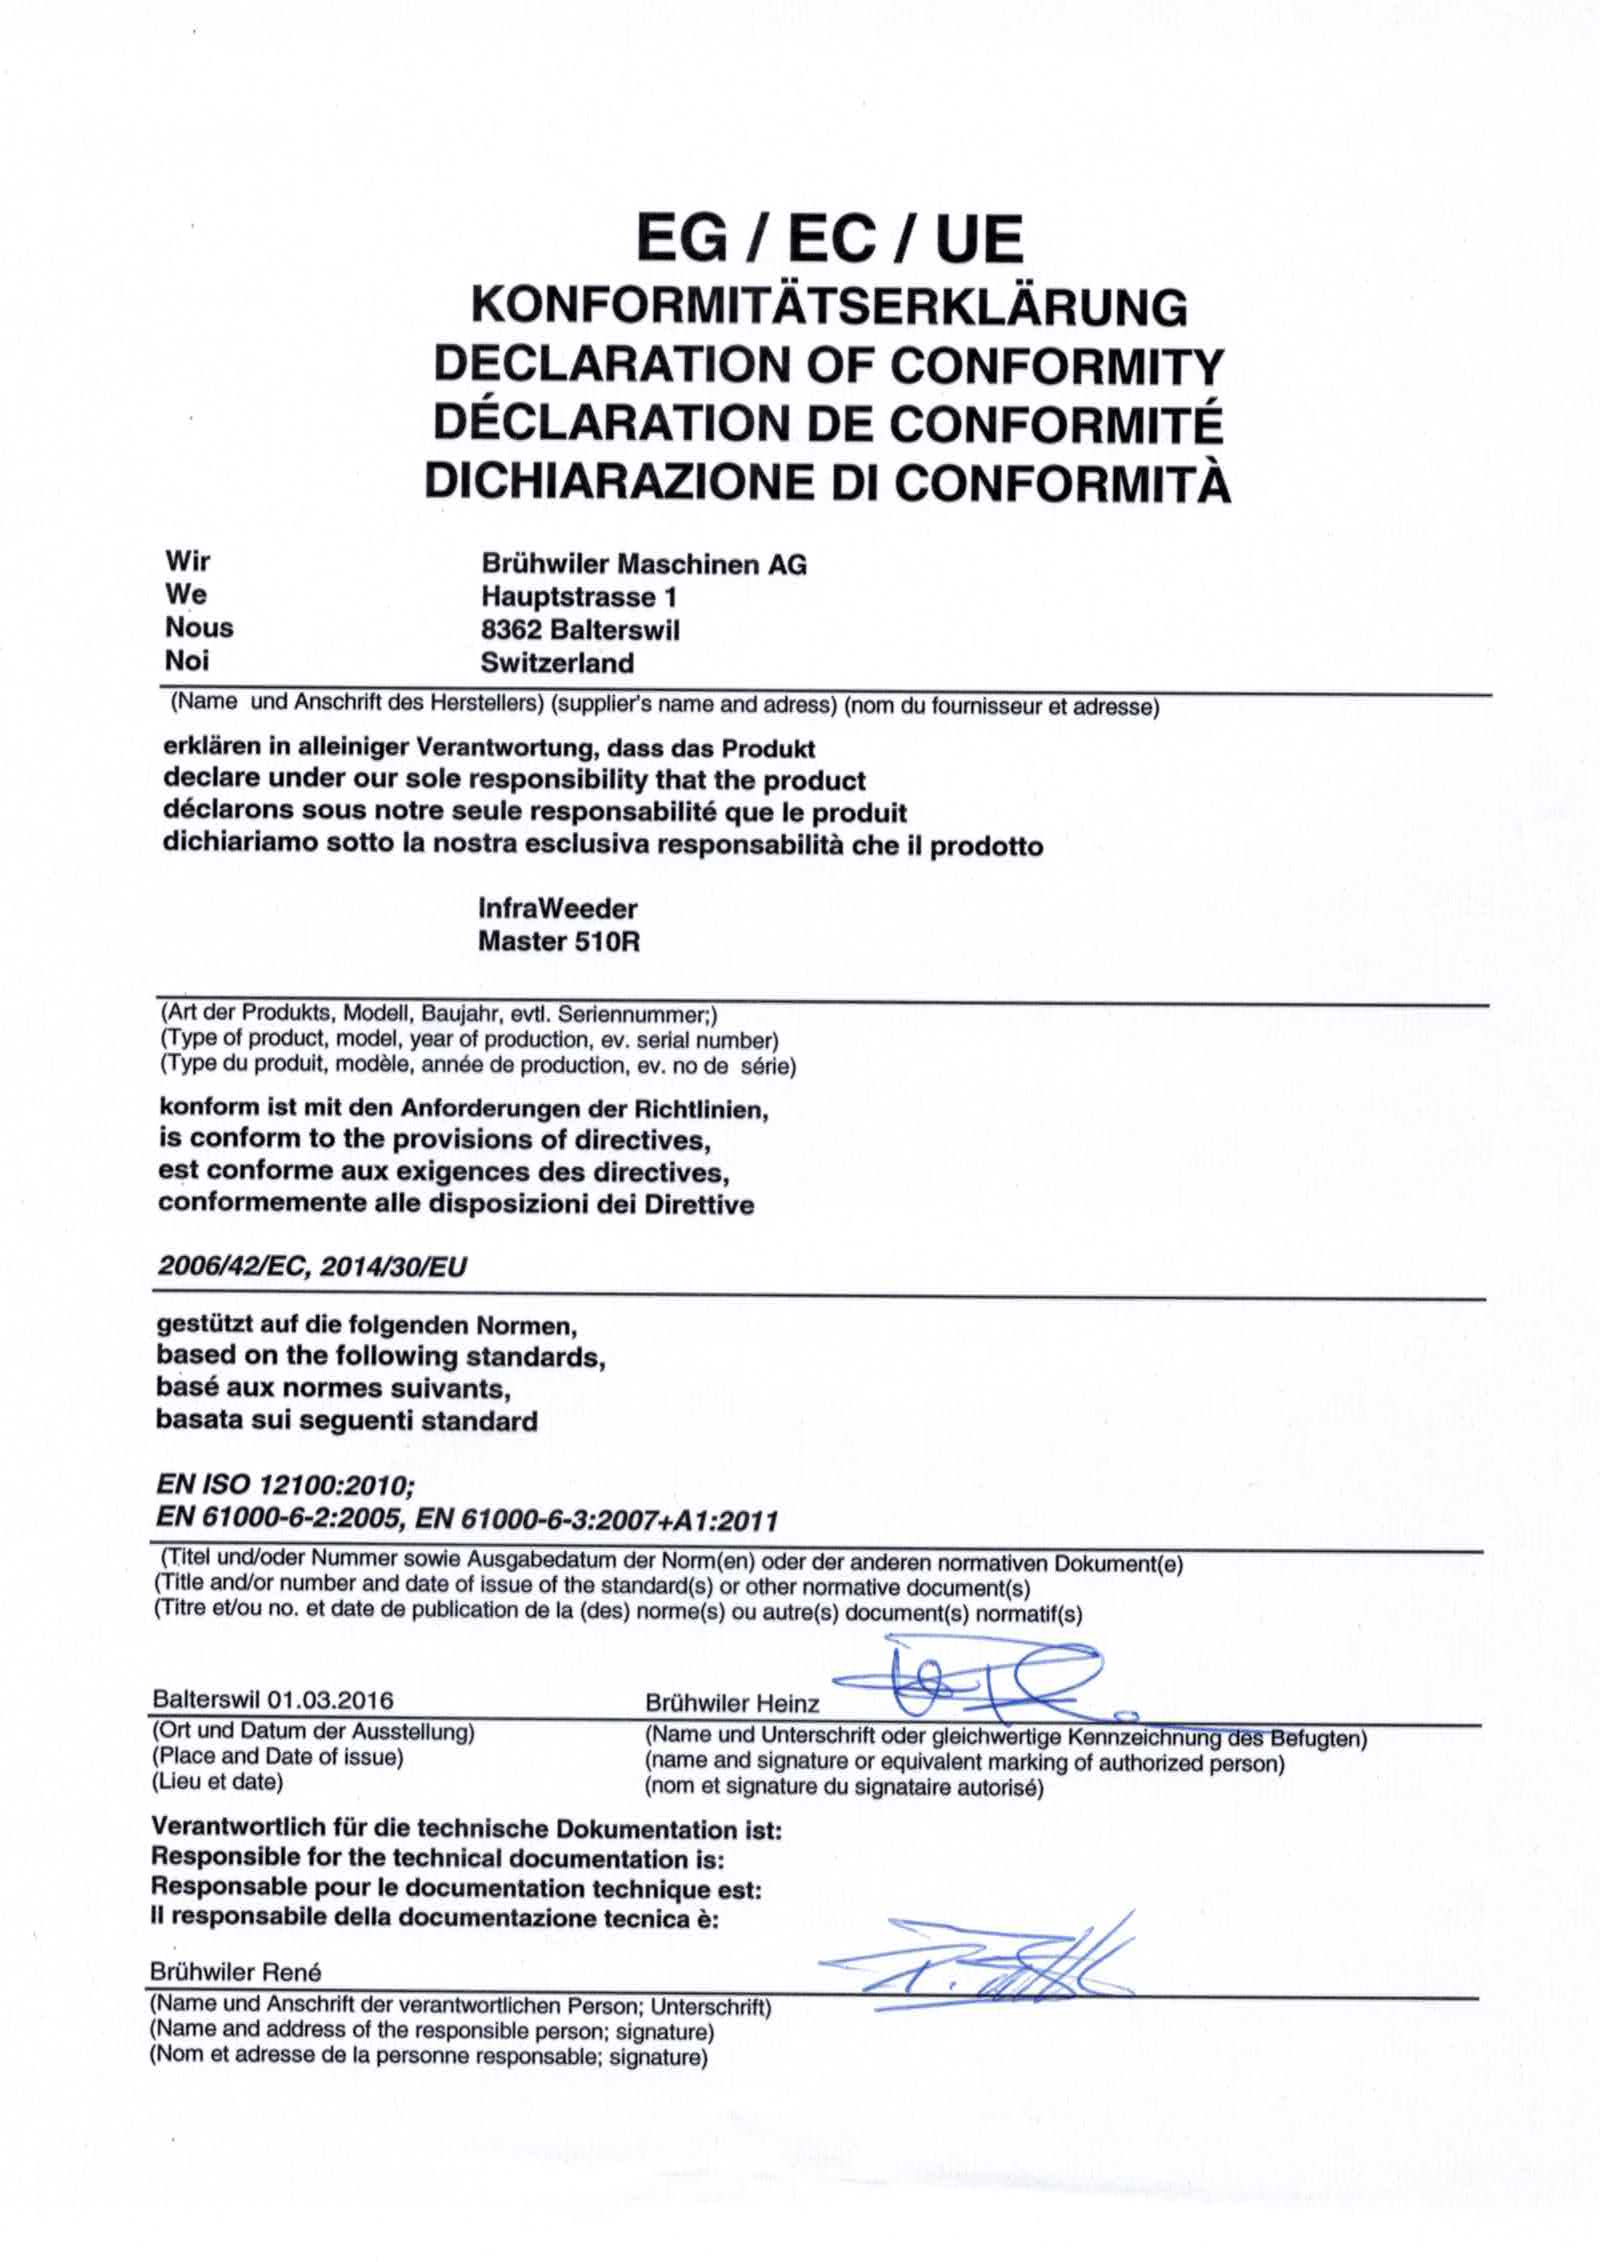 EG / EC / UE
KONFORMITÄTSERKLÄRUNG
DECLARATION OF CONFORMITY
DÉCLARATION DE CONFORMITÉ
DICHIARAZIONE DI CONFORMITÀ
Wir Brühwiler Maschinen AG
We Hauptstrasse 1
Nous 8362 Balterswil
Noi Switzerland
(Name und Anschrift des Herstellers) (supplier's name and adress) (nom du fournisseur et adresse)
erklären in alleiniger Verantwortung, dass das Produkt
declare under our sole responsibility that the product
déclarons sous notre seule responsabilité que le produit
dichiariamo sotto la nostra esclusiva responsabilità che il prodotto
InfraWeeder
Master 510R
(Art der Produkts, Modell, Baujahr, evtl. Seriennummer;)
(Type of product, model, year of production, ev. serial number)
(Type du produit, modèle, année de production, ev. no de série)
konform ist mit den Anforderungen der Richtlinien,
is conform to the provisions of directives,
est conforme aux exigences des directives,
conformemente alle disposizioni dei Direttive
2006/42/EC, 2014/30/EU
gestützt auf die folgenden Normen,
based on the following standards,
basé aux normes suivants,
basata sui seguenti standard
EN ISO 12100:2010;
EN 61000-6-2:2005, EN 61000-6-3:2007+A1:2011
(Titel und/oder Nummer sowie Ausgabedatum der Norm(en) oder der anderen normativen Dokument(e)
(Title and/or number and date of issue of the standard(s) or other normative document(s)
(Titre et/ou no. et date de publication de la (des) norme(s) ou autre(s) document(s) normatif(s)
Balterswil 01.03.2016 Brühwiler Heinz
(Ort und Datum der Ausstellung) (Name und Unterschrift oder gleichwertige Kennzeichnung des Befugten)
(Place and Date of issue) (name and signature or equivalent marking of authorized person)
(Lieu et date) (nom et signature du signataire autorisé)
Verantwortlich für die technische Dokumentation ist:
Responsible for the technical documentation is:
Responsable pour le documentation technique est:
Il responsabile della documentazione tecnica è:
Brühwiler René
(Name und Anschrift der verantwortlichen Person; Unterschrift)
(Name and address of the responsible person; signature)
(Nom et adresse de la personne responsable; signature)